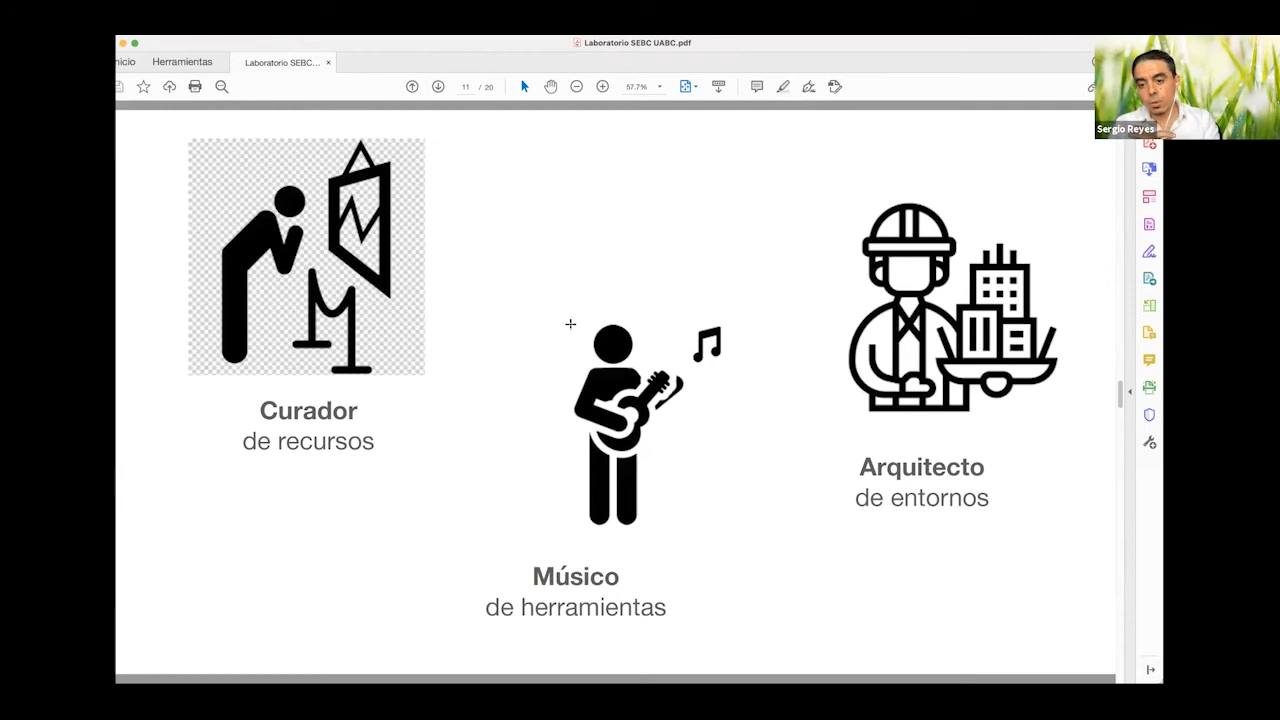 Laboratorio SEBC UABC.pdf
nicio
Herramientas
Laboratorio SEBC...
×
11 / 20
57.7%
Sergio Reyes
Curador
de recursos
Músico
de herramientas
Arquitecto
de entornos